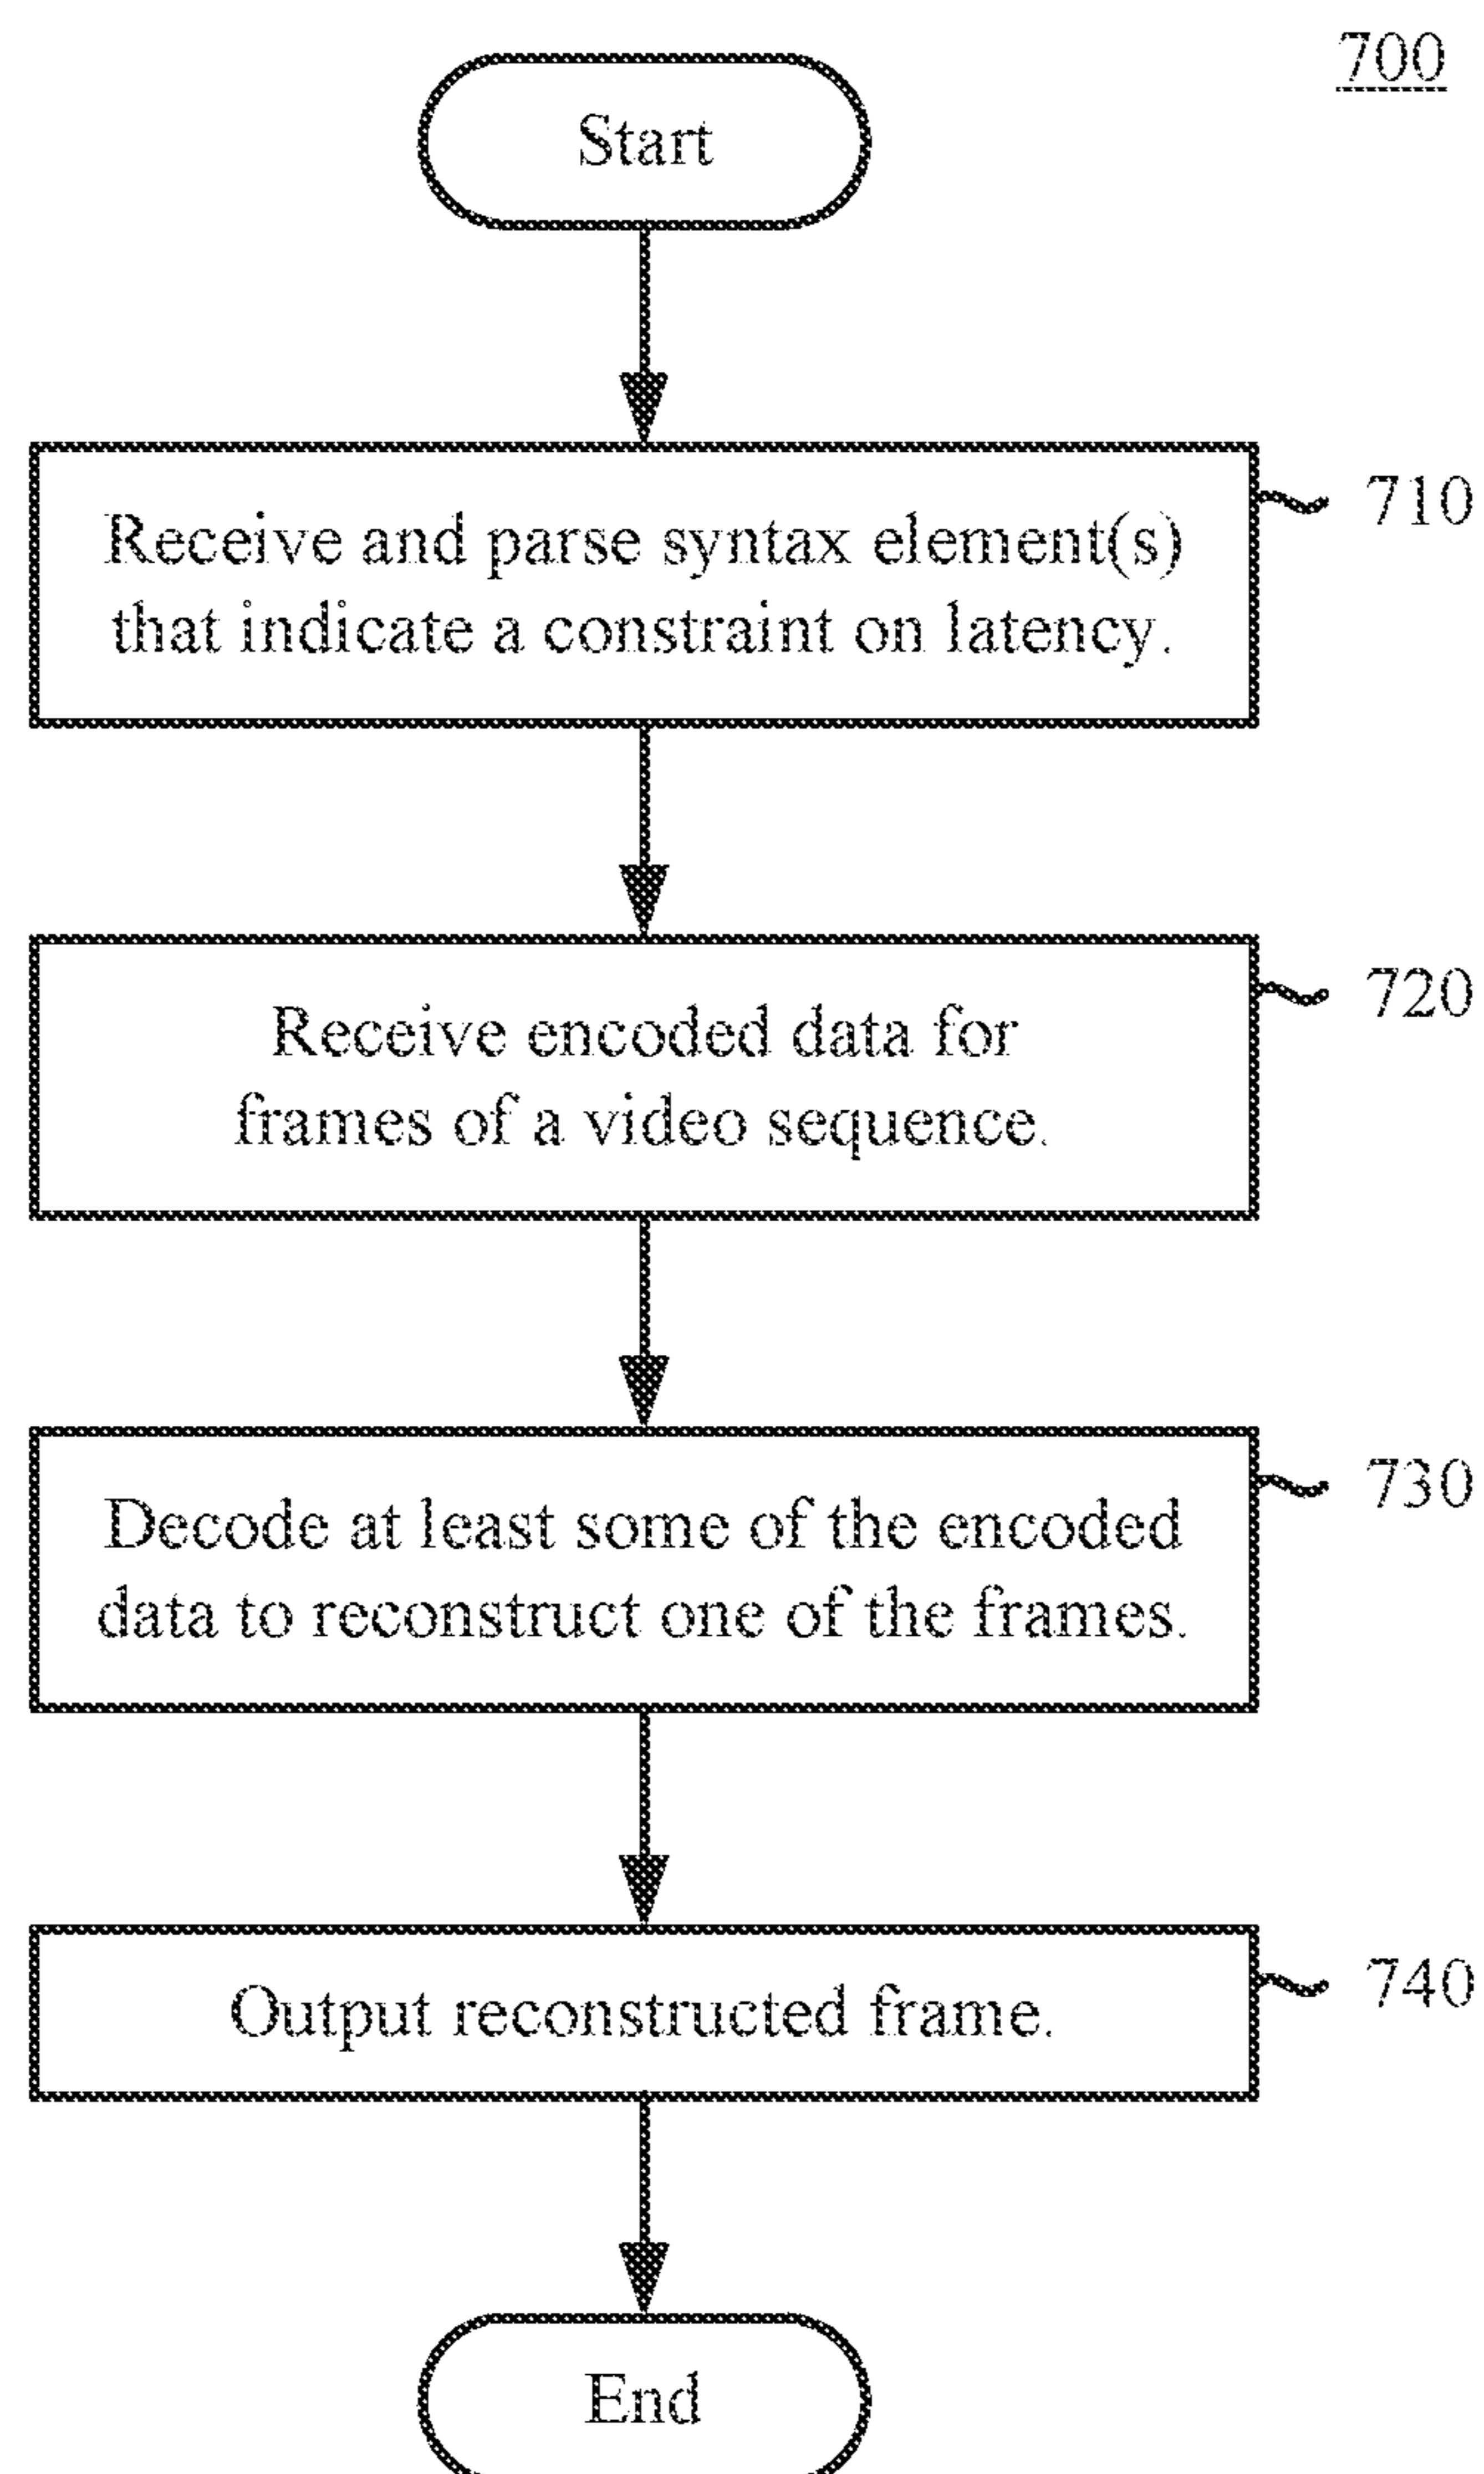 700
Start
Receive and parse syntax element(s)
that indicate a constraint on latency.
710
Receive encoded data for
frames of a video sequence.
720
Decode at least some of the encoded
data to reconstruct one of the frames.
730
Output reconstructed frame.
740
End